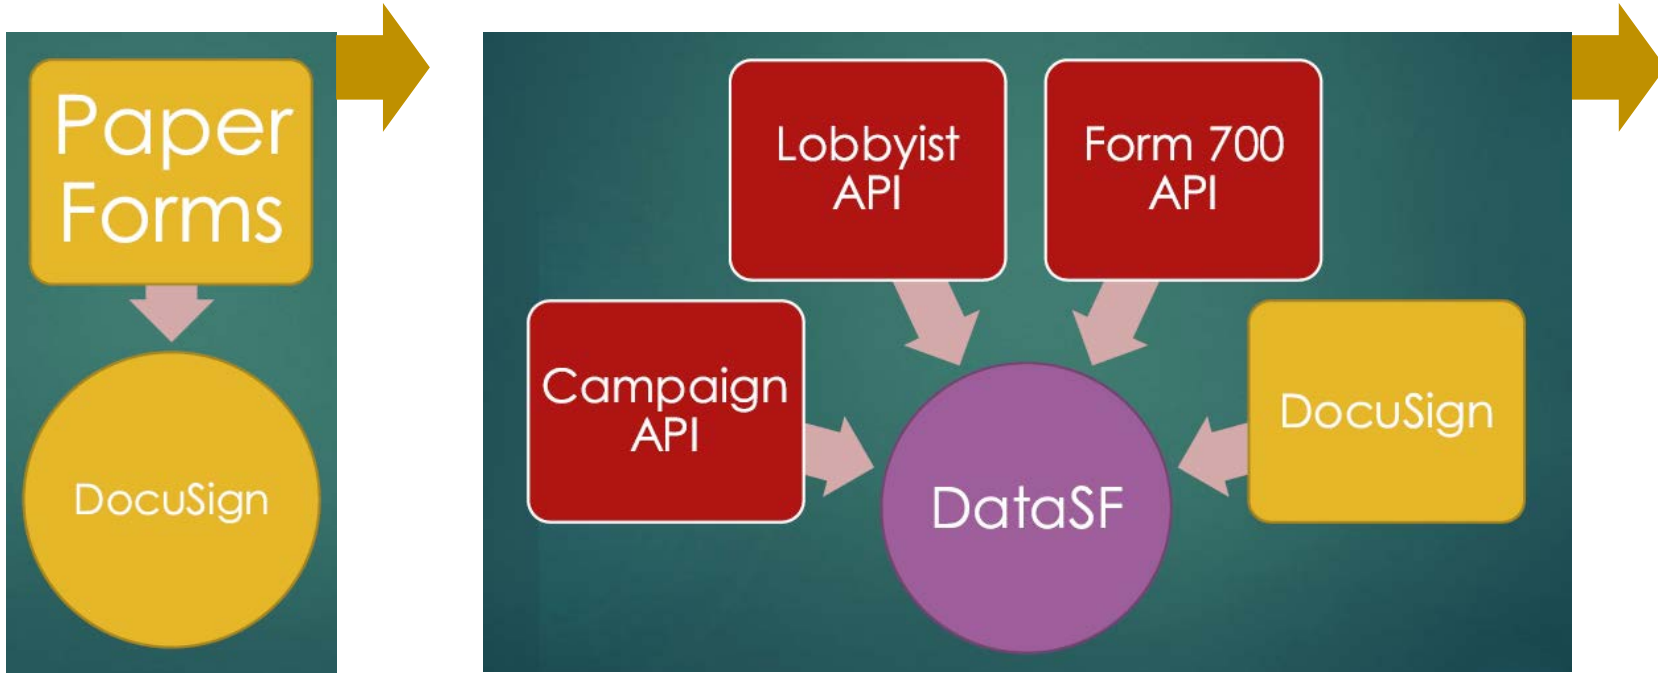 Paper
Forms
DocuSign
Lobbyist
API
Form 700
API
Campaign
API
DocuSign
DataSF